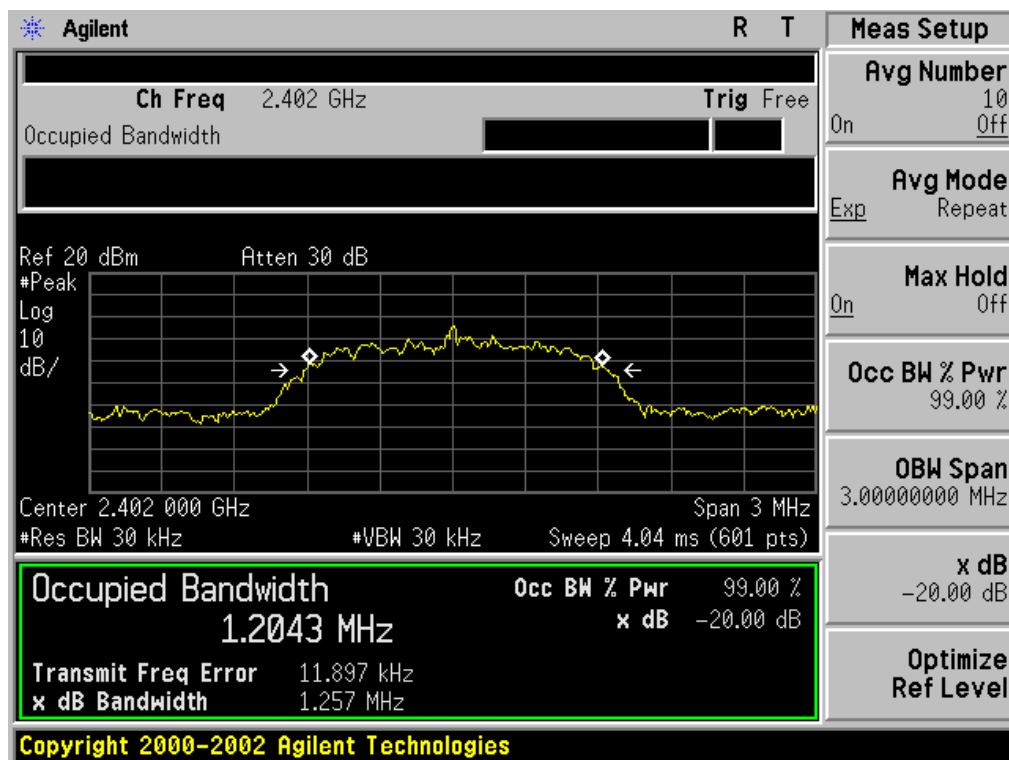 Agilent R T
Ch Freq 2.402 GHz Trig Free
Occupied Bandwidth
Ref 20 dBm Atten 30 dB
#Peak
Log
10
dB/
Center 2.402 000 GHz Span 3 MHz
#Res BW 30 kHz #VBW 30 kHz Sweep 4.04 ms (601 pts)
Occupied Bandwidth Occ BW % Pwr 99.00 %
1.2043 MHz x dB -20.00 dB
Transmit Freq Error 11.897 kHz
x dB Bandwidth 1.257 MHz
Copyright 2000-2002 Agilent Technologies
Meas Setup
Avg Number
10
On Off
Avg Mode
Exp Repeat
Max Hold
On Off
Occ BW % Pwr
99.00 %
OBW Span
3.00000000 MHz
x dB
-20.00 dB
Optimize
Ref Level